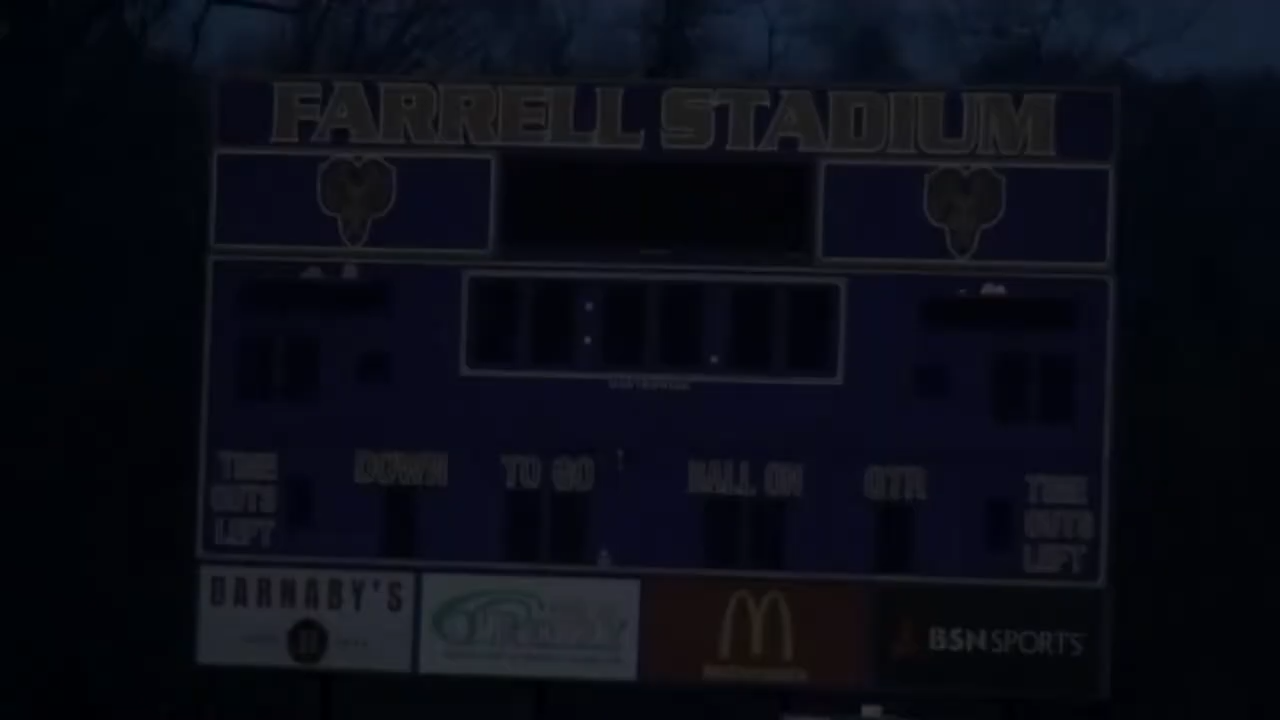 FARRELL STADIUM
DOWN
TO GO
BALL ON
QTR
TIME
OUTS
LEFT
TIME
OUTS
LEFT
BARNABY'S
BSN SPORTS